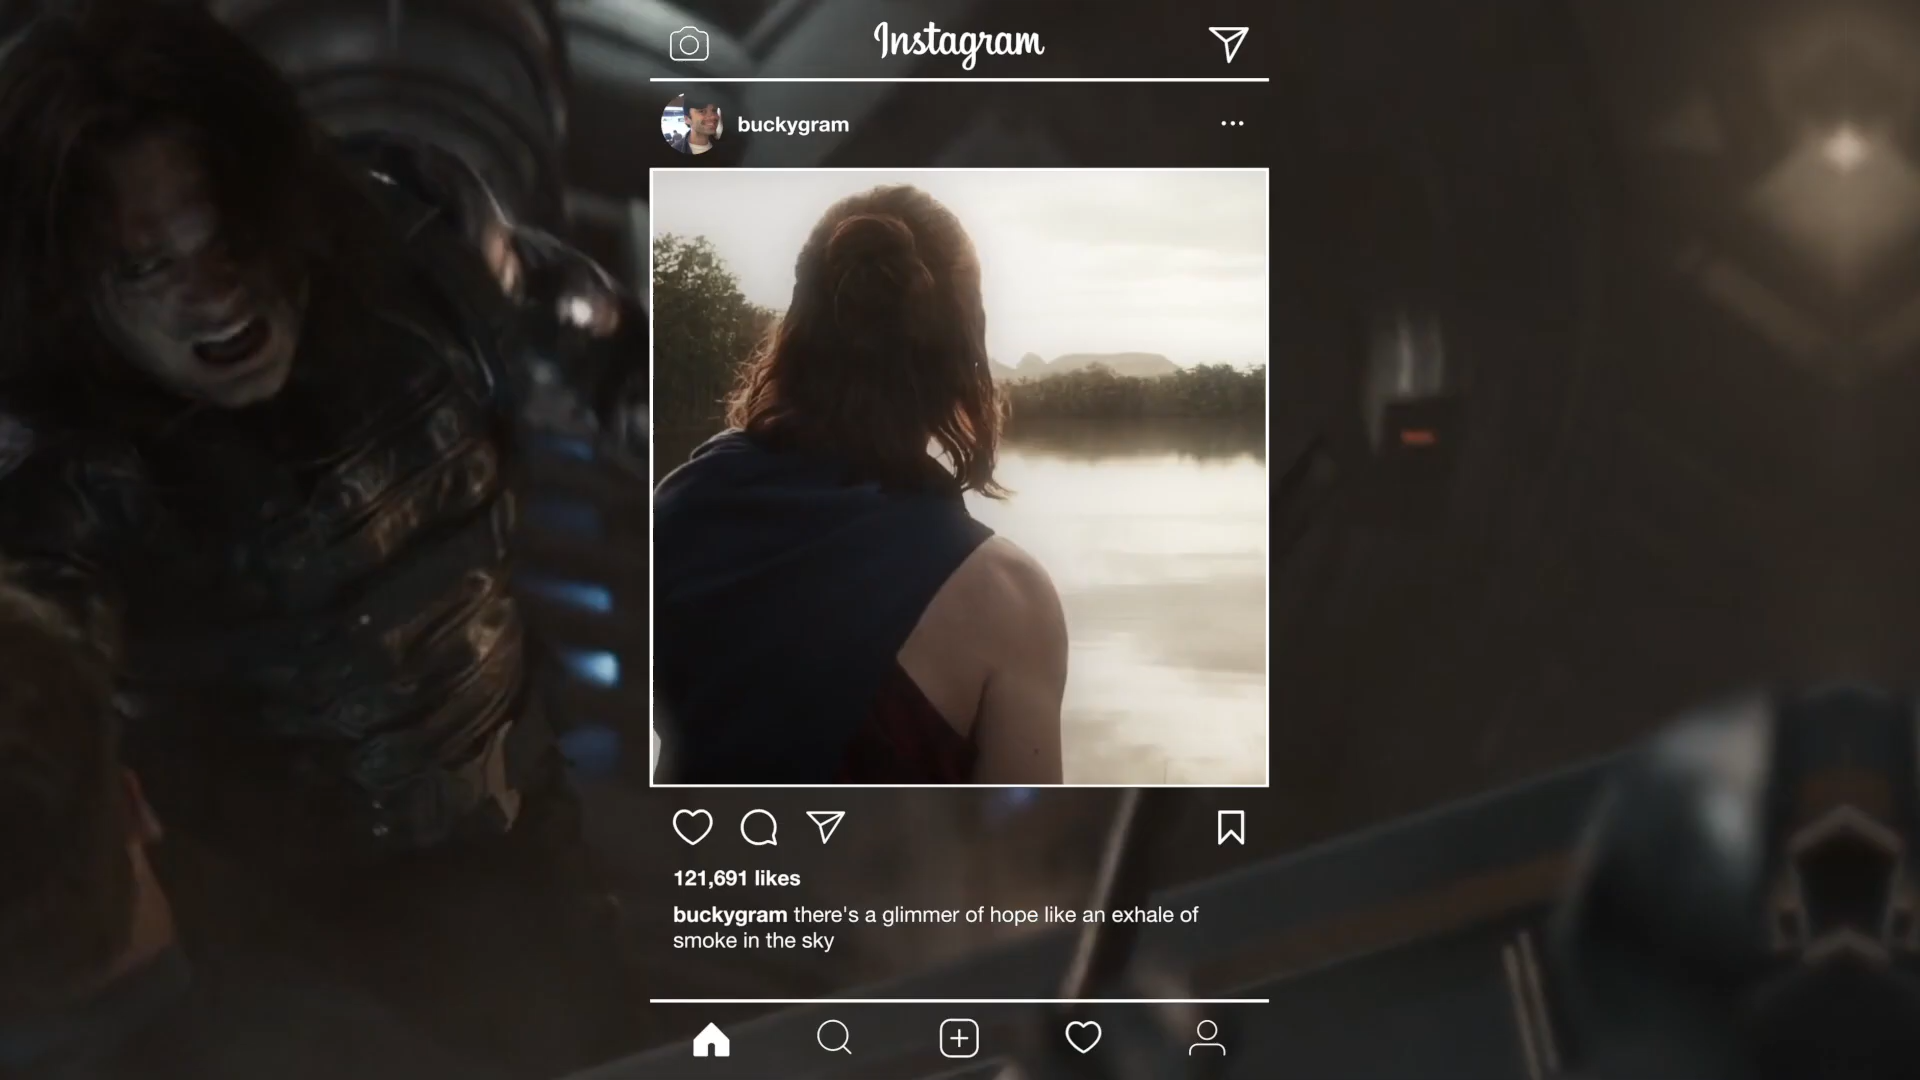 Instagram
buckygram
121,691 likes
buckygram there's a glimmer of hope like an exhale of
smoke in the sky